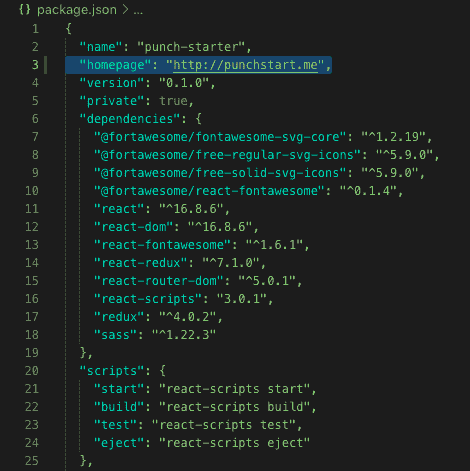 {} package.json > ...
1 {
2 "name": "punch-starter",
3 "homepage": "http://punchstart.me",
4 "version": "0.1.0",
5 "private": true,
6 "dependencies": {
7 "@fortawesome/fontawesome-svg-core": "^1.2.19",
8 "@fortawesome/free-regular-svg-icons": "^5.9.0",
9 "@fortawesome/free-solid-svg-icons": "^5.9.0",
10 "@fortawesome/react-fontawesome": "^0.1.4",
11 "react": "^16.8.6",
12 "react-dom": "^16.8.6",
13 "react-fontawesome": "^1.6.1",
14 "react-redux": "^7.1.0",
15 "react-router-dom": "^5.0.1",
16 "react-scripts": "3.0.1",
17 "redux": "^4.0.2",
18 "sass": "^1.22.3"
19 },
20 "scripts": {
21 "start": "react-scripts start",
22 "build": "react-scripts build",
23 "test": "react-scripts test",
24 "eject": "react-scripts eject"
25 },